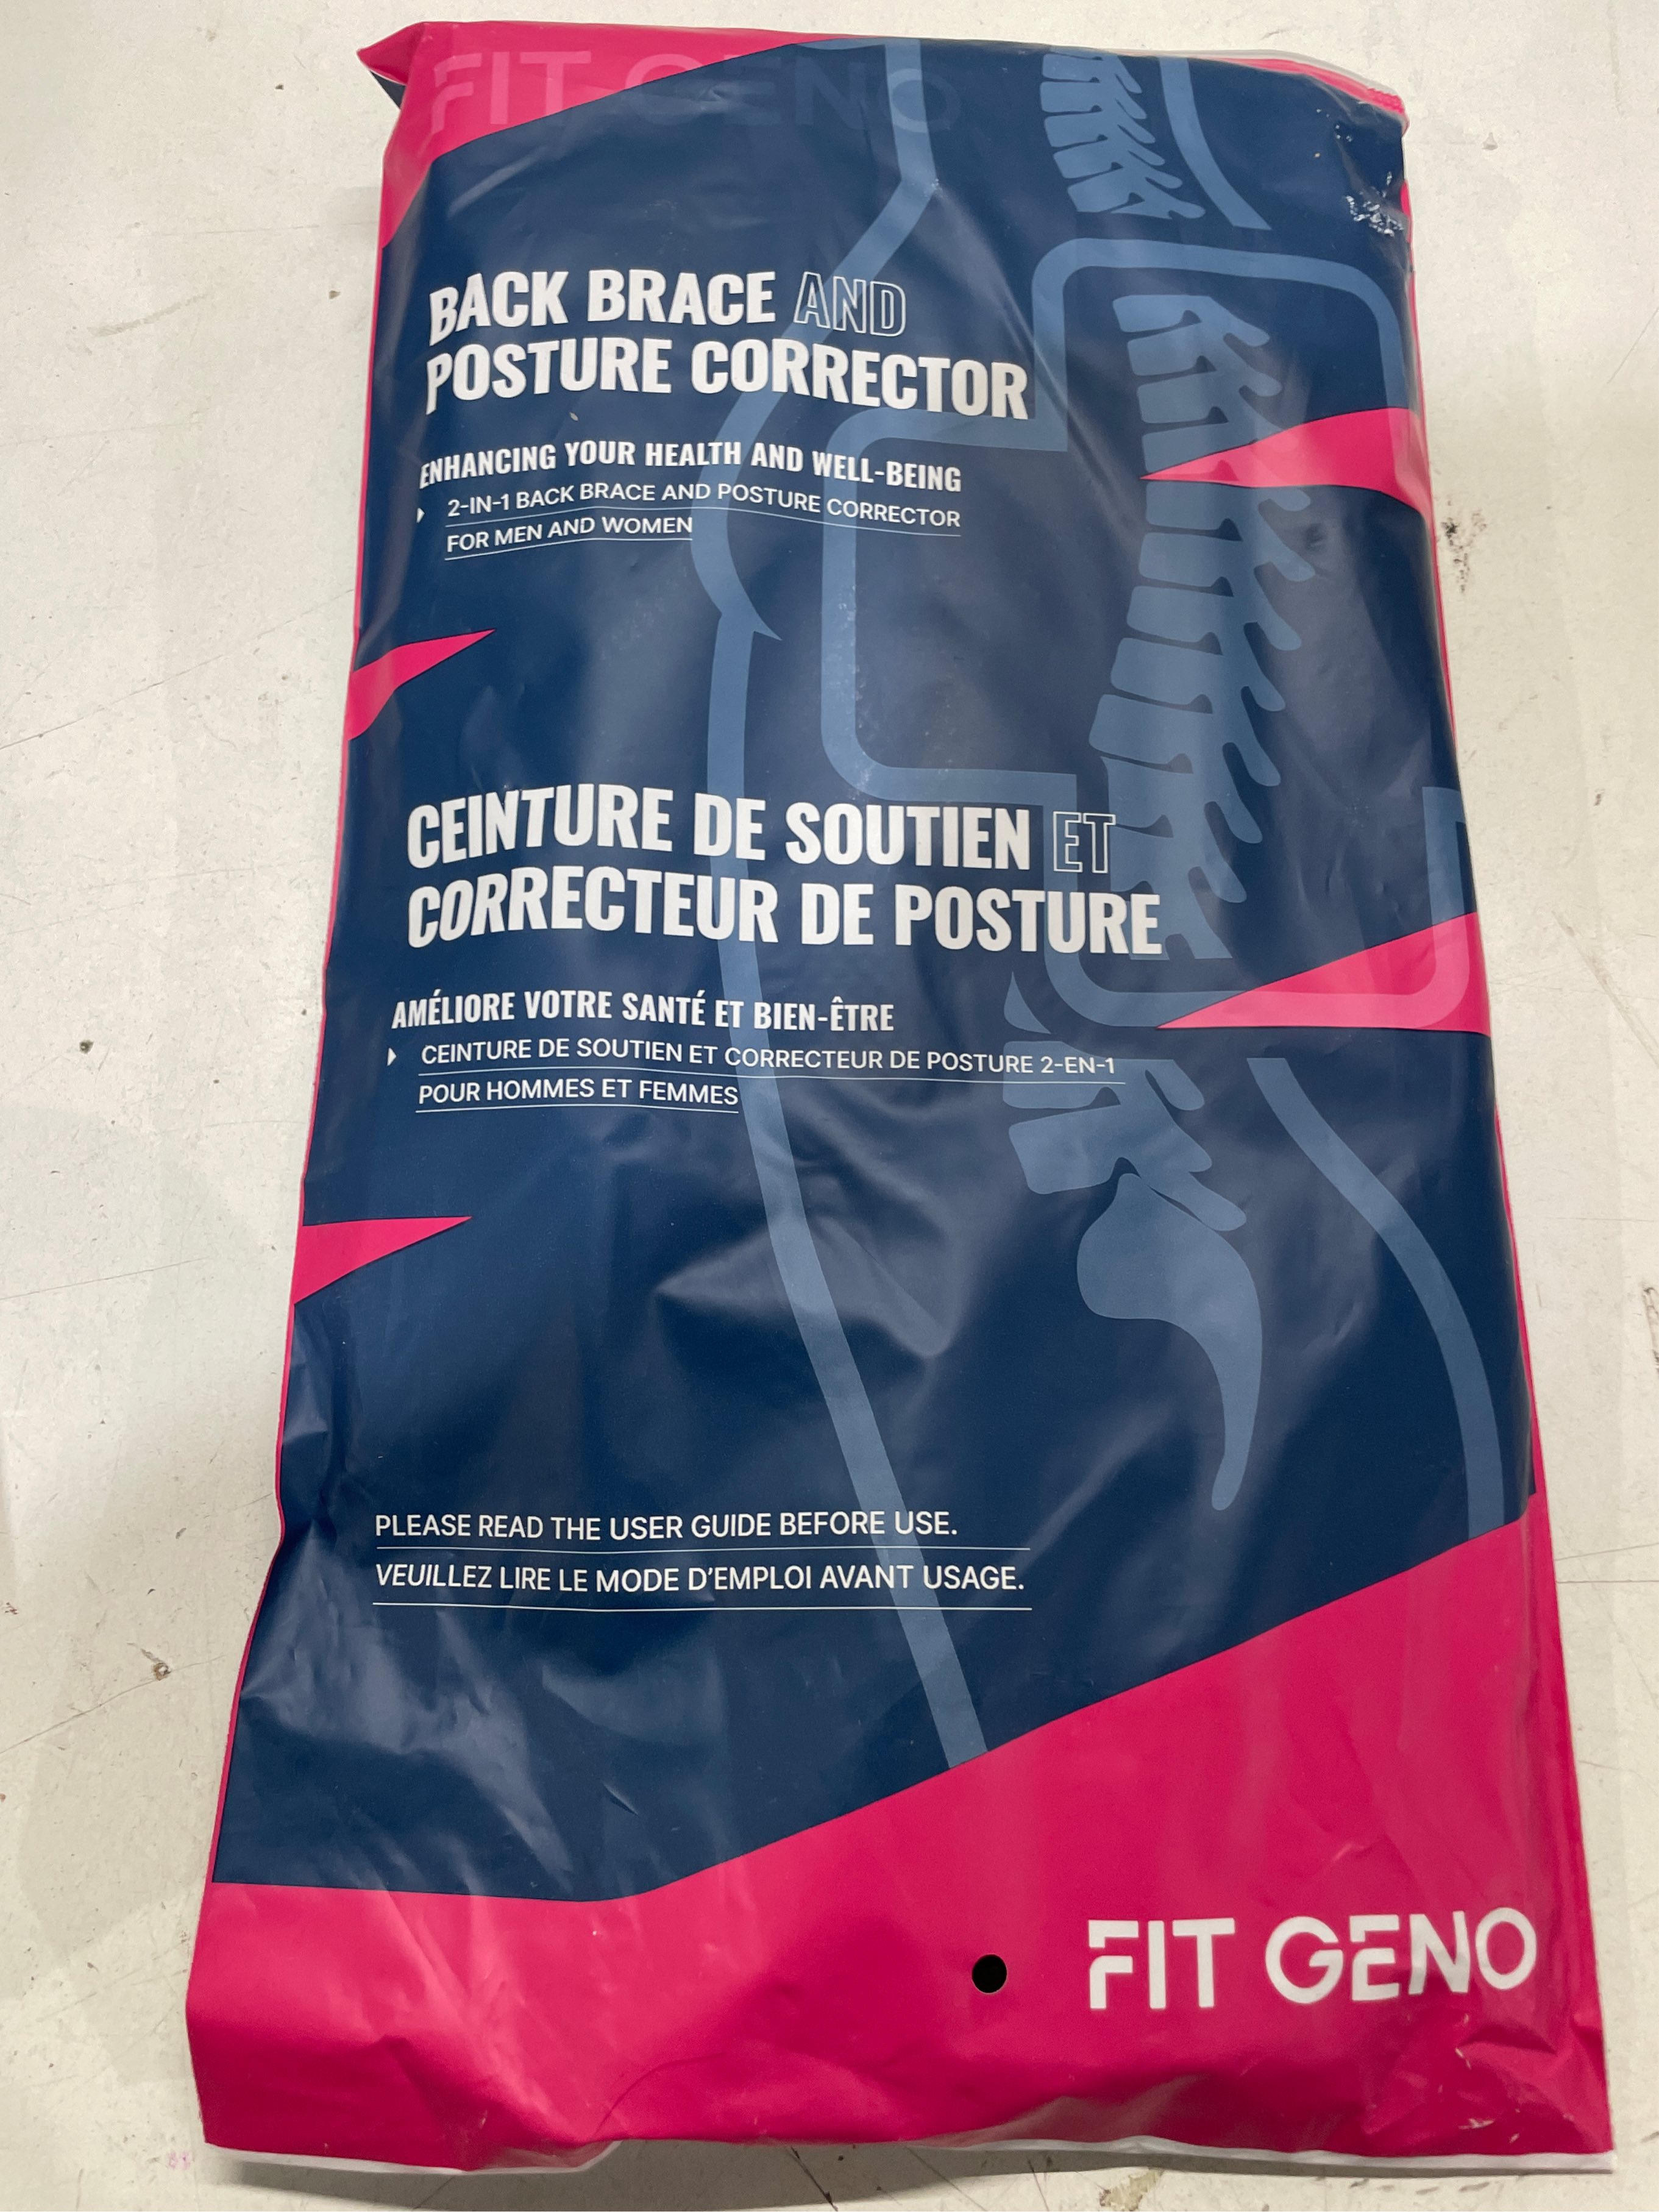 FIT GENO
BACK BRACE AND
POSTURE CORRECTOR
ENHANCING YOUR HEALTH AND WELL-BEING
2-IN-1 BACK BRACE AND POSTURE CORRECTOR
FOR MEN AND WOMEN
CEINTURE DE SOUTIEN ET
CORRECTEUR DE POSTURE
AMÉLIORE VOTRE SANTÉ ET BIEN-ÊTRE
CEINTURE DE SOUTIEN ET CORRECTEUR DE POSTURE 2-EN-1
POUR HOMMES ET FEMMES
PLEASE READ THE USER GUIDE BEFORE USE.
VEUILLEZ LIRE LE MODE D'EMPLOI AVANT USAGE.
FIT GENO